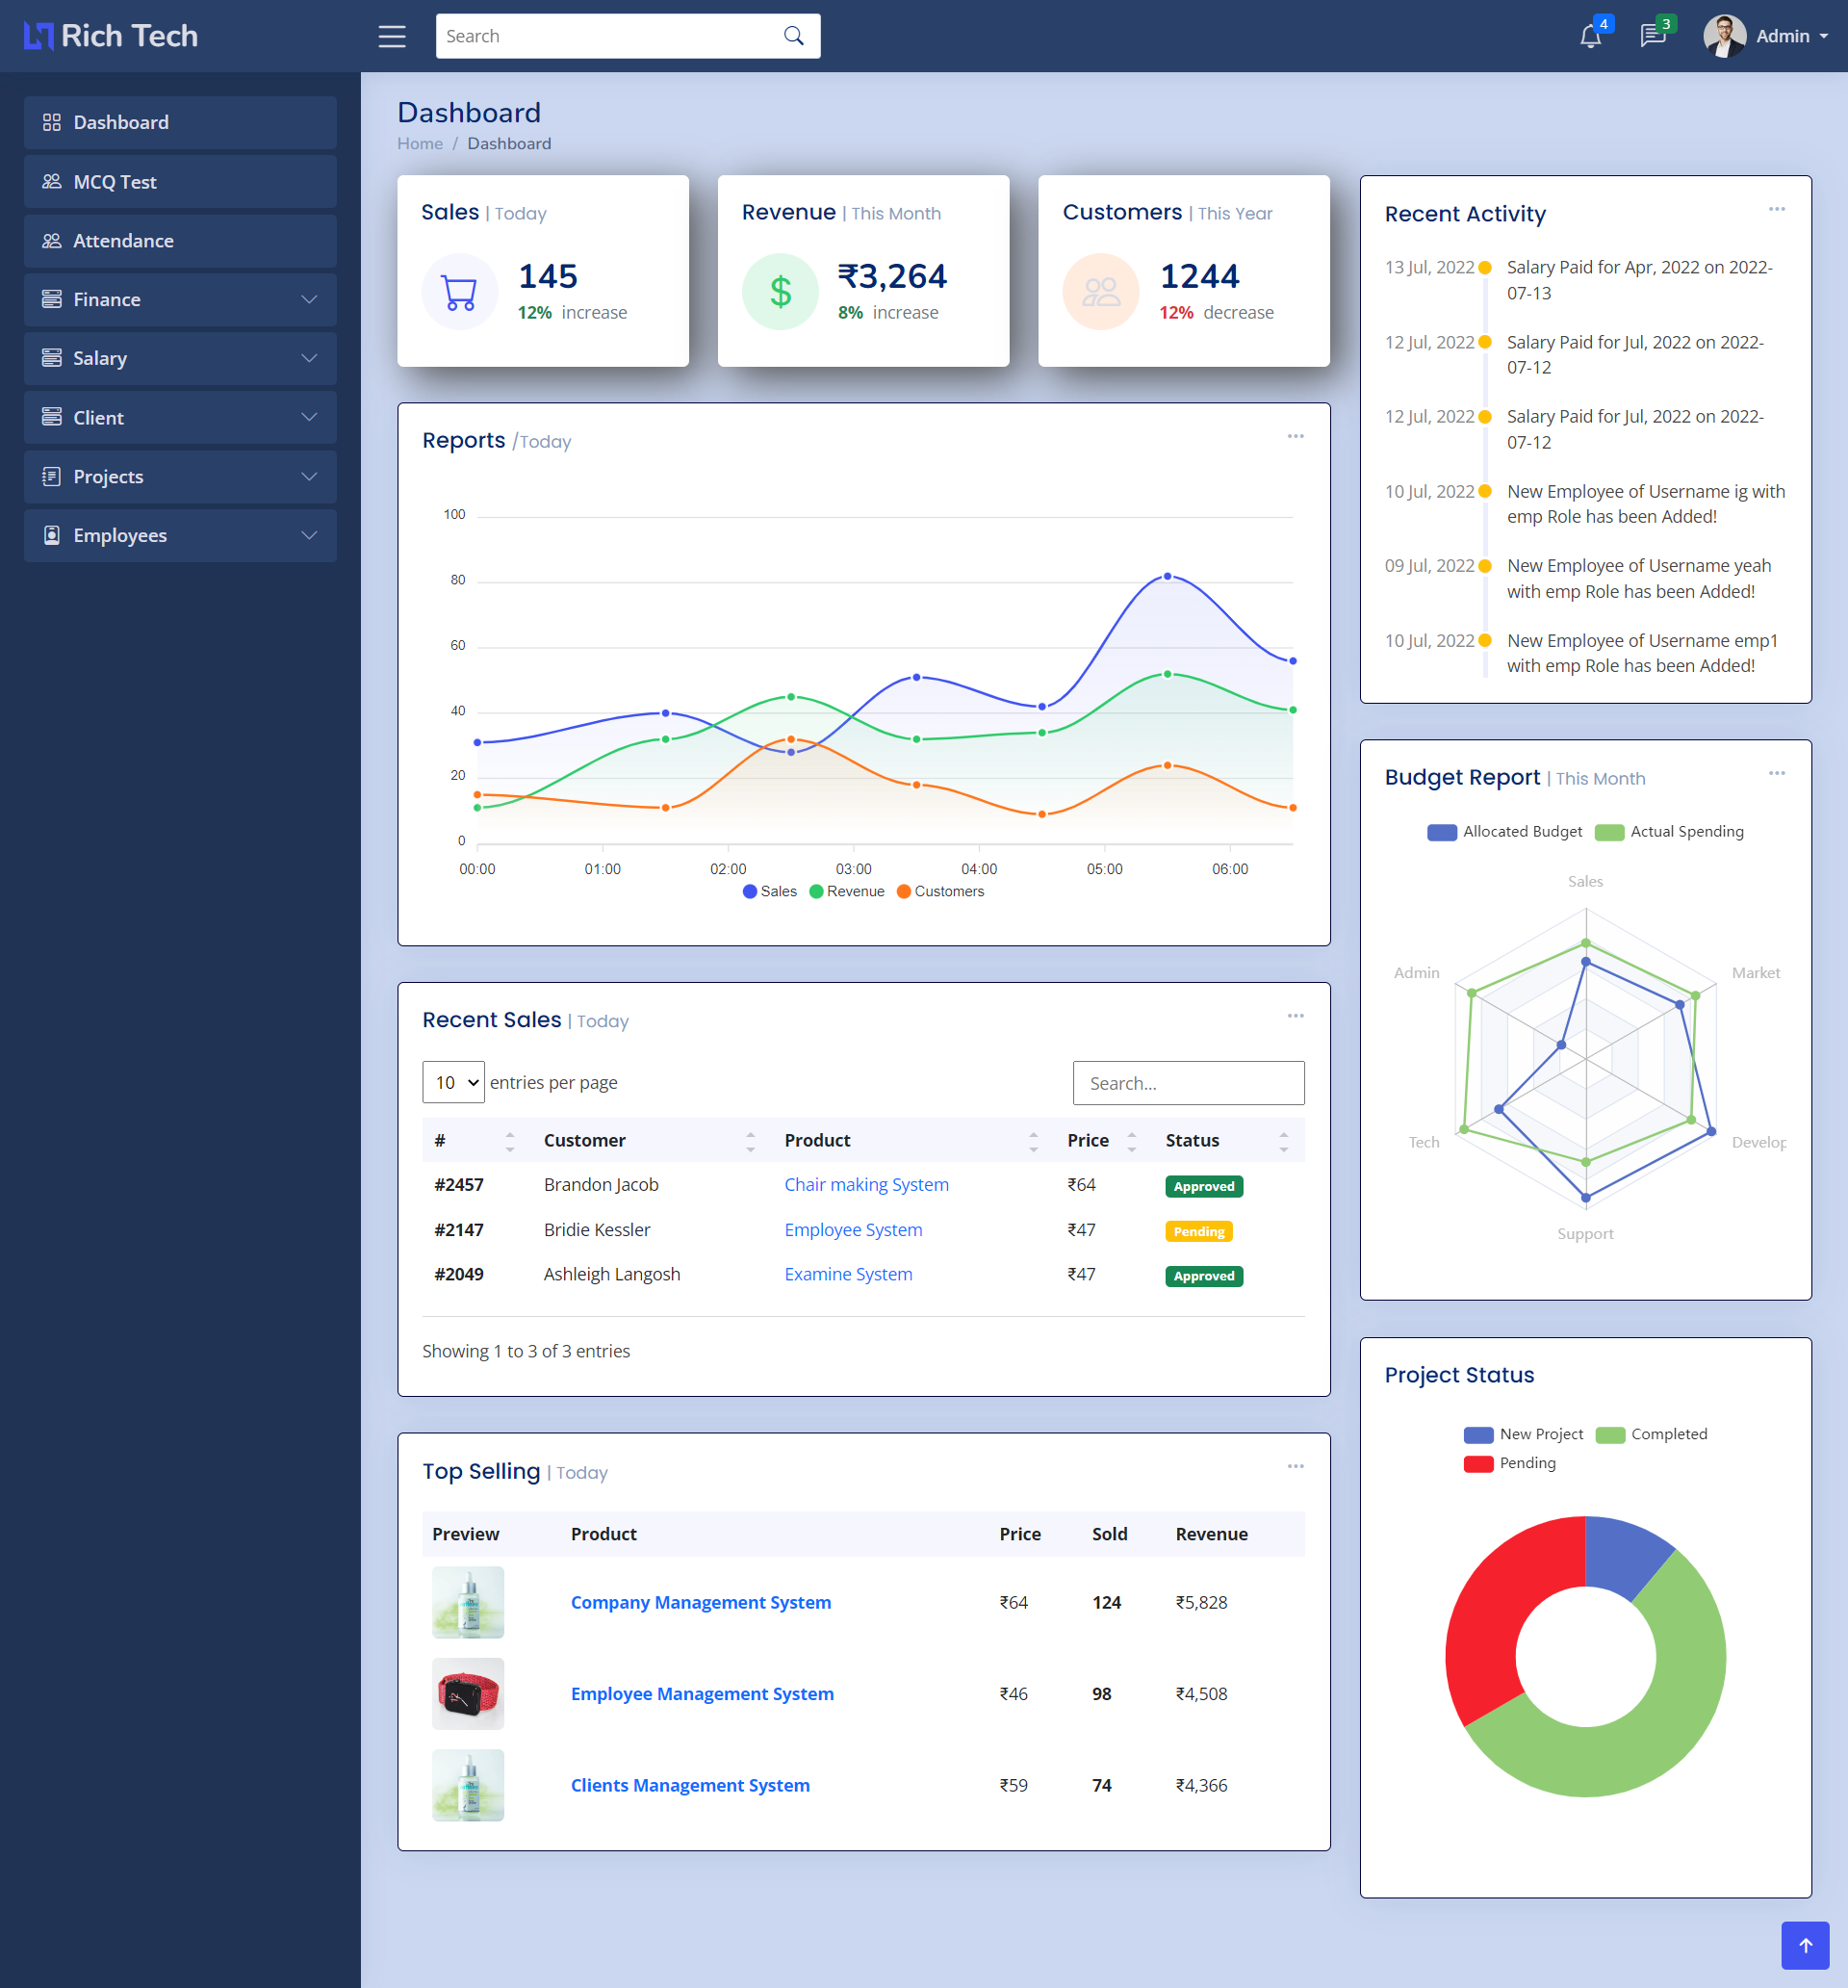 Rich Tech
Search
4
3
Admin
Dashboard
MCQ Test
Attendance
Finance
Salary
Client
Projects
Employees
Dashboard
Home / Dashboard
Sales | Today
145
12% increase
Revenue | This Month
$
₹3,264
8% increase
Customers | This Year
1244
12% decrease
Reports /Today
100
80
60
40
20
0
00:00 01:00 02:00 03:00 04:00 05:00 06:00
Sales Revenue Customers
Recent Sales | Today
10 entries per page
Search...
# Customer Product Price Status
#2457 Brandon Jacob Chair making System ₹64 Approved
#2147 Bridie Kessler Employee System ₹47 Pending
#2049 Ashleigh Langosh Examine System ₹47 Approved
Showing 1 to 3 of 3 entries
Top Selling | Today
Preview Product Price Sold Revenue
Company Management System ₹64 124 ₹5,828
Employee Management System ₹46 98 ₹4,508
Clients Management System ₹59 74 ₹4,366
Recent Activity
13 Jul, 2022 Salary Paid for Apr, 2022 on 2022-
07-13
12 Jul, 2022 Salary Paid for Jul, 2022 on 2022-
07-12
12 Jul, 2022 Salary Paid for Jul, 2022 on 2022-
07-12
10 Jul, 2022 New Employee of Username ig with
emp Role has been Added!
09 Jul, 2022 New Employee of Username yeah
with emp Role has been Added!
10 Jul, 2022 New Employee of Username emp1
with emp Role has been Added!
Budget Report | This Month
Allocated Budget Actual Spending
Sales
Admin Market
Tech Develop
Support
Project Status
New Project Completed
Pending